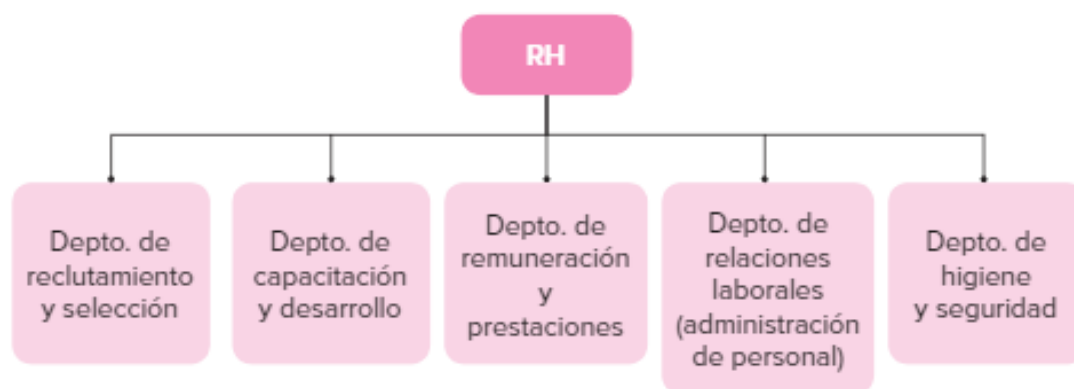 RH
Depto. de
reclutamiento
y selección
Depto. de
capacitación
y desarrollo
Depto. de
remuneración
y
prestaciones
Depto. de
relaciones
laborales
(administración
de personal)
Depto. de
higiene
y seguridad